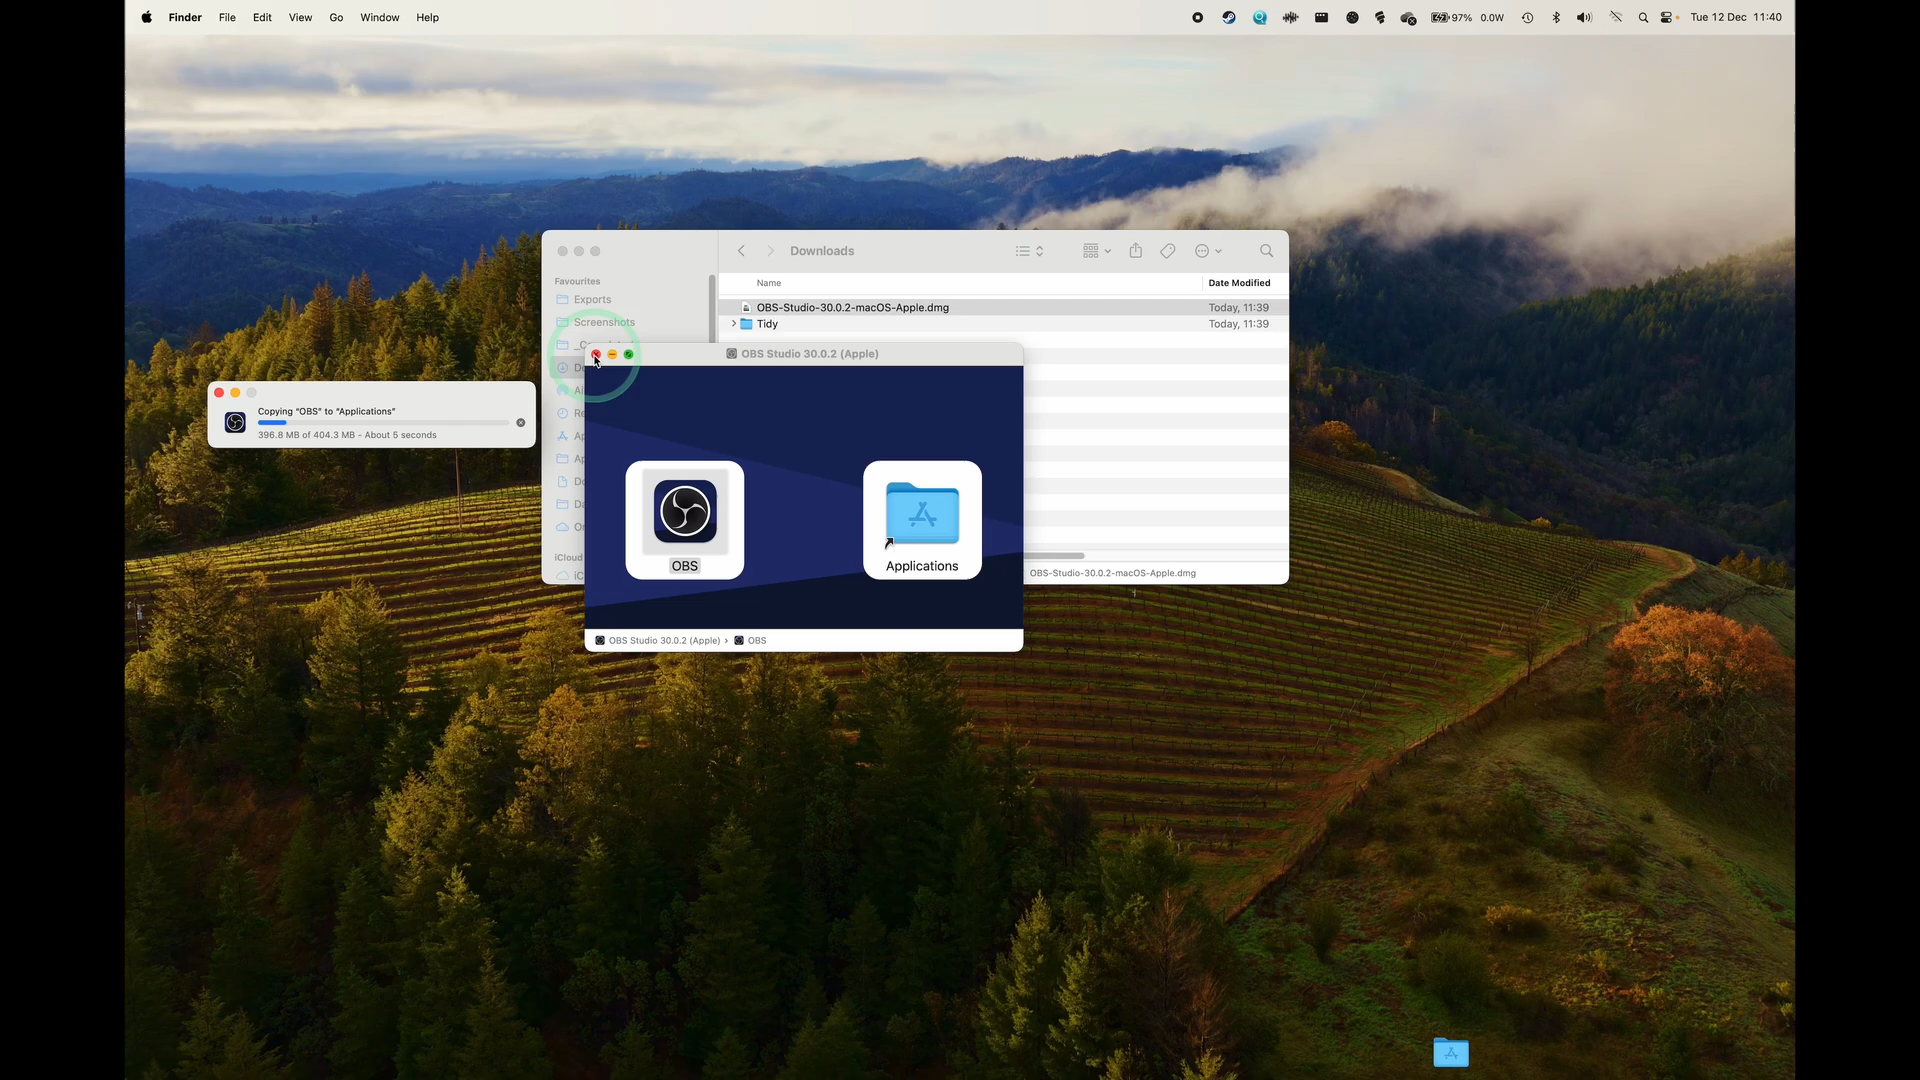 Finder File Edit View Go Window Help 97% 0.0W Tue 12 Dec 11:40
Downloads
Favourites
Exports
Screenshots
Name Date Modified
OBS-Studio-30.0.2-macOS-Apple.dmg Today, 11:39
Tidy Today, 11:39
OBS Studio 30.0.2 (Apple)
Copying “OBS” to “Applications”
396.8 MB of 404.3 MB - About 5 seconds
OBS
Applications
iCloud
OBS-Studio-30.0.2-macOS-Apple.dmg
OBS Studio 30.0.2 (Apple) › OBS